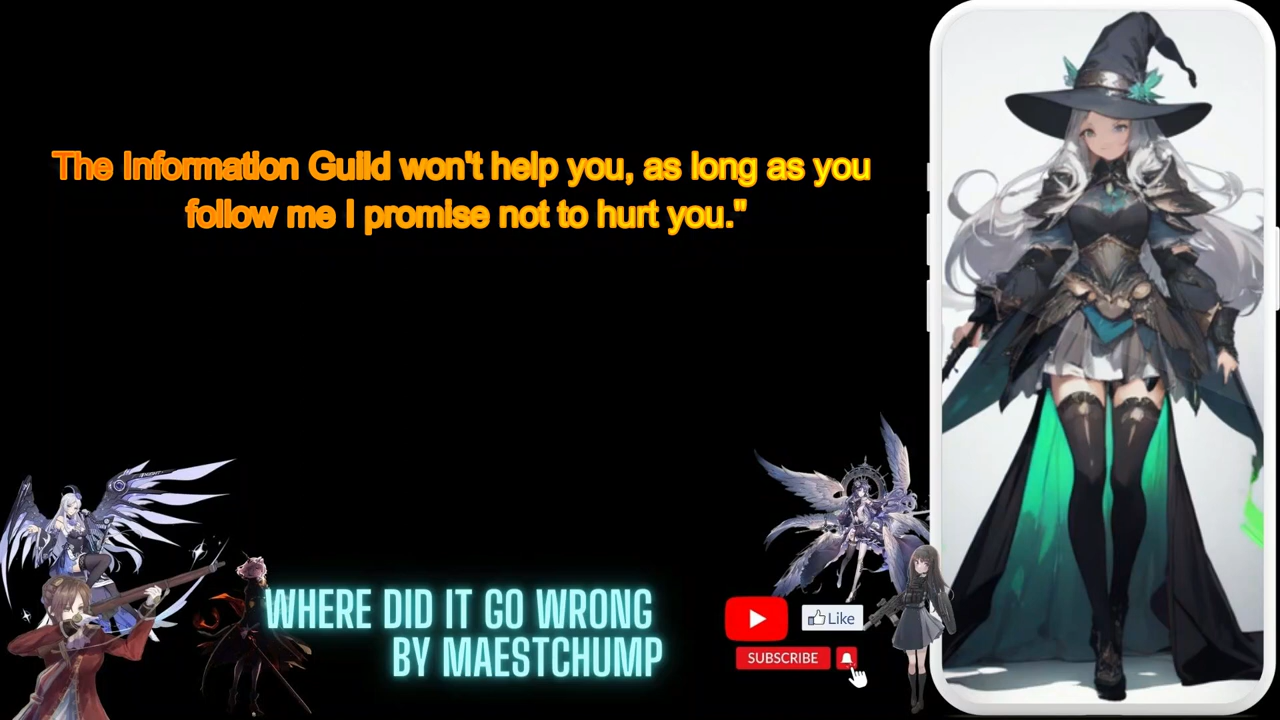 The Information Guild won't help you, as long as you
follow me I promise not to hurt you."
WHERE DID IT GO WRONG
BY MAESTCHUMP
Like
SUBSCRIBE